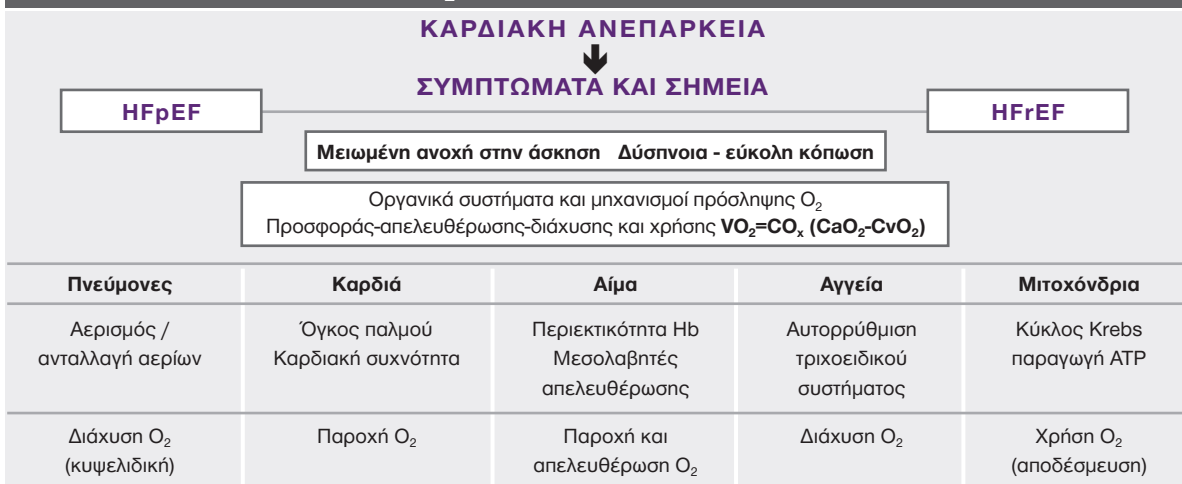 ΚΑΡΔΙΑΚΗ ΑΝΕΠΑΡΚΕΙΑ
ΣΥΜΠΤΩΜΑΤΑ ΚΑΙ ΣΗΜΕΙΑ
HFpEF
HFrEF
Μειωμένη ανοχή στην άσκηση Δύσπνοια - εύκολη κόπωση
Οργανικά συστήματα και μηχανισμοί πρόσληψης O₂
Προσφοράς-απελευθέρωσης-διάχυσης και χρήσης VO₂=COₓ (CaO₂-CvO₂)
Πνεύμονες Καρδιά Αίμα Αγγεία Μιτοχόνδρια
Αερισμός / Όγκος παλμού Περιεκτικότητα Hb Αυτορρύθμιση Κύκλος Krebs
ανταλλαγή αερίων Καρδιακή συχνότητα Μεσολαβητές τριχοειδικού παραγωγή ATP
απελευθέρωσης συστήματος
Διάχυση O₂ Παροχή O₂ Παροχή και Διάχυση O₂ Χρήση O₂
(κυψελιδική) απελευθέρωση O₂ (αποδέσμευση)